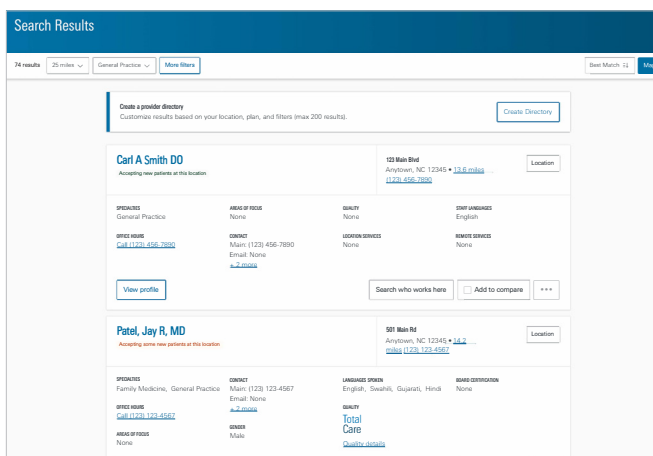 Search Results
74 results
25 miles
General Practice
More filters
Best Match
Create a provider directory
Customize results based on your location, plan, and filters (max 200 results).
Create Directory
Carl A Smith DO
Accepting new patients at this location
123 Main Blvd
Anytown, NC 12345 • 13.6 miles
(123) 456-7890
Location
SPECIALTIES
General Practice
AREAS OF FOCUS
None
QUALITY
None
STAFF LANGUAGES
English
OFFICE HOURS
Call (123) 456-7890
CONTACT
Main: (123) 456-7890
Email: None
+ 2 more
LOCATION SERVICES
None
REMOTE SERVICES
None
View profile
Search who works here
Add to compare
Patel, Jay R, MD
Accepting some new patients at this location
501 Main Rd
Anytown, NC 12345 • 14.2
miles (123) 123-4567
Location
SPECIALTIES
Family Medicine, General Practice
CONTACT
Main: (123) 123-4567
Email: None
+ 2 more
LANGUAGES SPOKEN
English, Swahili, Gujarati, Hindi
BOARD CERTIFICATION
None
OFFICE HOURS
Call (123) 123-4567
GENDER
Male
QUALITY
Total
Care
Quality details
AREAS OF FOCUS
None